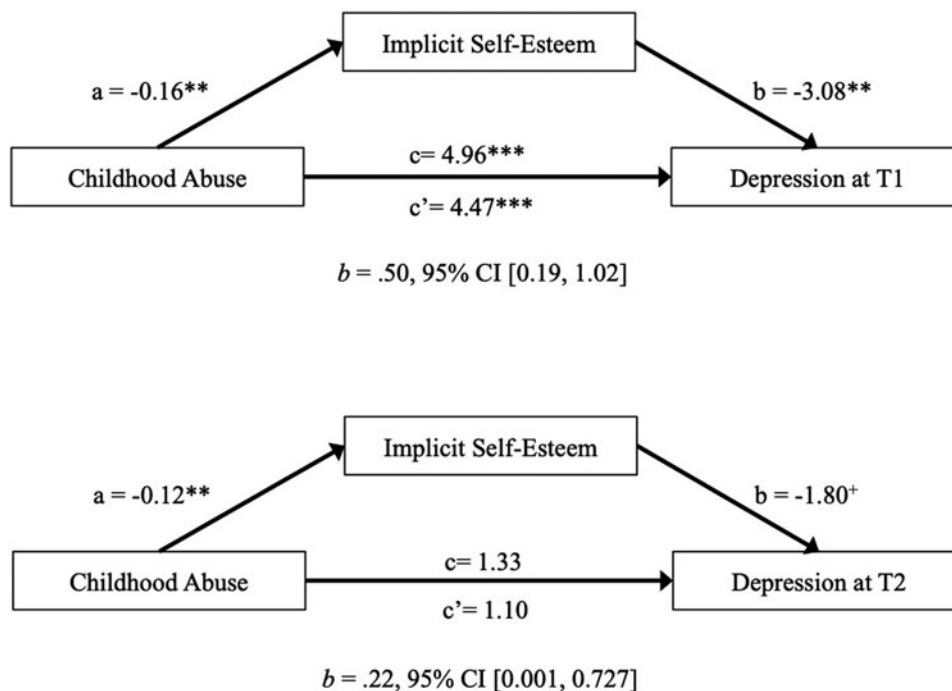 Implicit Self-Esteem
a = -0.16**
b = -3.08**
Childhood Abuse
c= 4.96***
c’= 4.47***
Depression at T1
b = .50, 95% CI [0.19, 1.02]
Implicit Self-Esteem
a = -0.12**
b = -1.80⁺
Childhood Abuse
c= 1.33
c’= 1.10
Depression at T2
b = .22, 95% CI [0.001, 0.727]